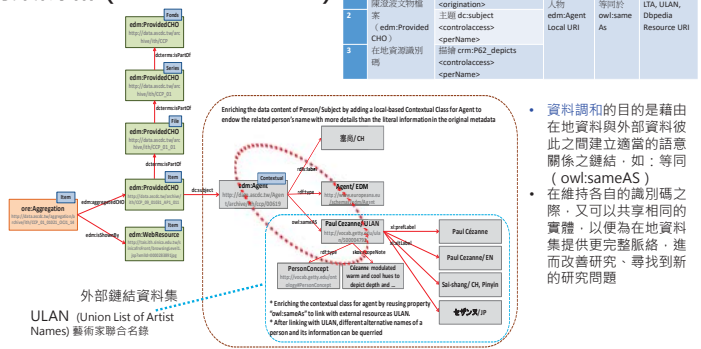 陳澄波文物檔
案
（edm:Provided
CHO）
<origination>
主題 dc:subject
<controlaccess>
<perName>
人物
edm:Agent
Local URI
等同於
owl:same
As
LTA, ULAN,
Dbpedia
Resource URI
2
3
在地資源識別
碼
描繪 crm:P62_depicts
<controlaccess>
<perName>
Fonds
edm:ProvidedCHO
dcterms:isPartOf
Series
edm:ProvidedCHO
dcterms:isPartOf
File
edm:ProvidedCHO
dcterms:isPartOf
Item
edm:ProvidedCHO
Item
ore:Aggregation
edm:aggregatedCHO
edm:isShownBy
Item
edm:WebResource
dc:subject
Enriching the data content of Person/Subject by adding a local-based Contextual Class for Agent to
endow the related person's name with more details than the literal information in the original metadata
Contextual
edm:Agent
rdfs:label
塞尚/ CH
rdf:type
Agent/ EDM
owl:sameAS
Paul Cezanne/ULAN
rdf:type
skos:scopeNote
PersonConcept
Cézanne modulated
warm and cool hues to
depict depth and ...
Paul Cézanne
Paul Cezanne/EN
Sai-shang/ CH, Pinyin
セザンヌ/JP
* Enriching the contextual class for agent by reusing property
"owl:sameAs" to link with external resource as ULAN.
* After linking with ULAN, different alternative names of a
person and its information can be querried
外部鏈結資料集
ULAN (Union List of Artist
Names) 藝術家聯合名錄
• 資料調和的目的是藉由
在地資料與外部資料彼
此之間建立適當的語意
關係之鏈結，如：等同
（owl:sameAS）
• 在維持各自的識別碼之
際，又可以共享相同的
實體，以便為在地資料
集提供更完整脈絡，進
而改善研究、尋找到新
的研究問題